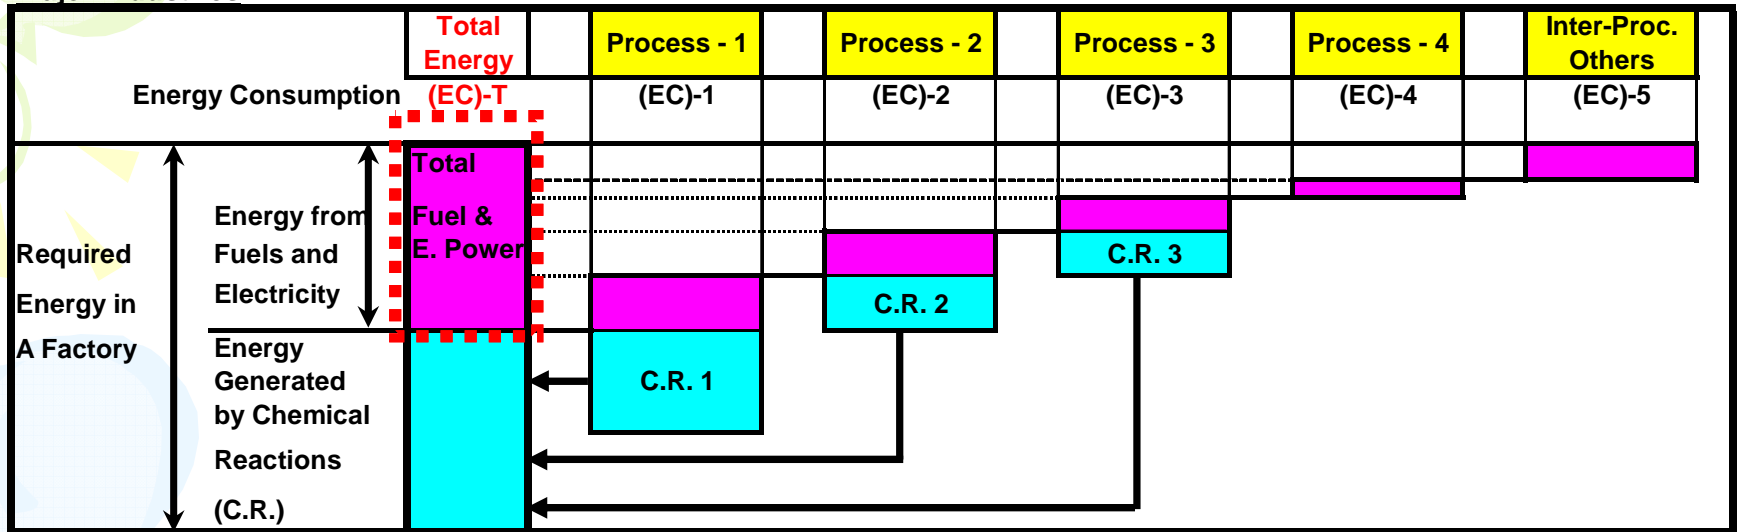 Total
Energy
Process - 1
Process - 2
Process - 3
Process - 4
Inter-Proc.
Others
Energy Consumption
(EC)-T
(EC)-1
(EC)-2
(EC)-3
(EC)-4
(EC)-5
Required
Energy in
A Factory
Energy from
Fuels and
Electricity
Total
Fuel &
E. Power
Energy
Generated
by Chemical
Reactions
(C.R.)
C.R. 1
C.R. 2
C.R. 3